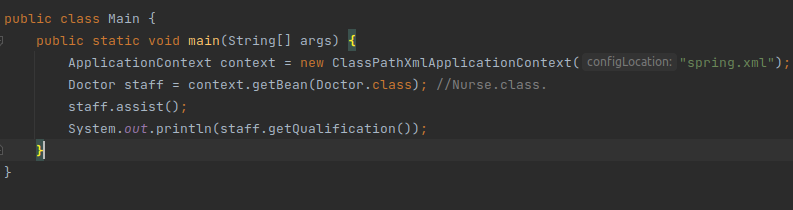 public class Main {
public static void main(String[] args) {
ApplicationContext context = new ClassPathXmlApplicationContext( configLocation: "spring.xml");
Doctor staff = context.getBean(Doctor.class); //Nurse.class.
staff.assist();
System.out.println(staff.getQualification());
}
}